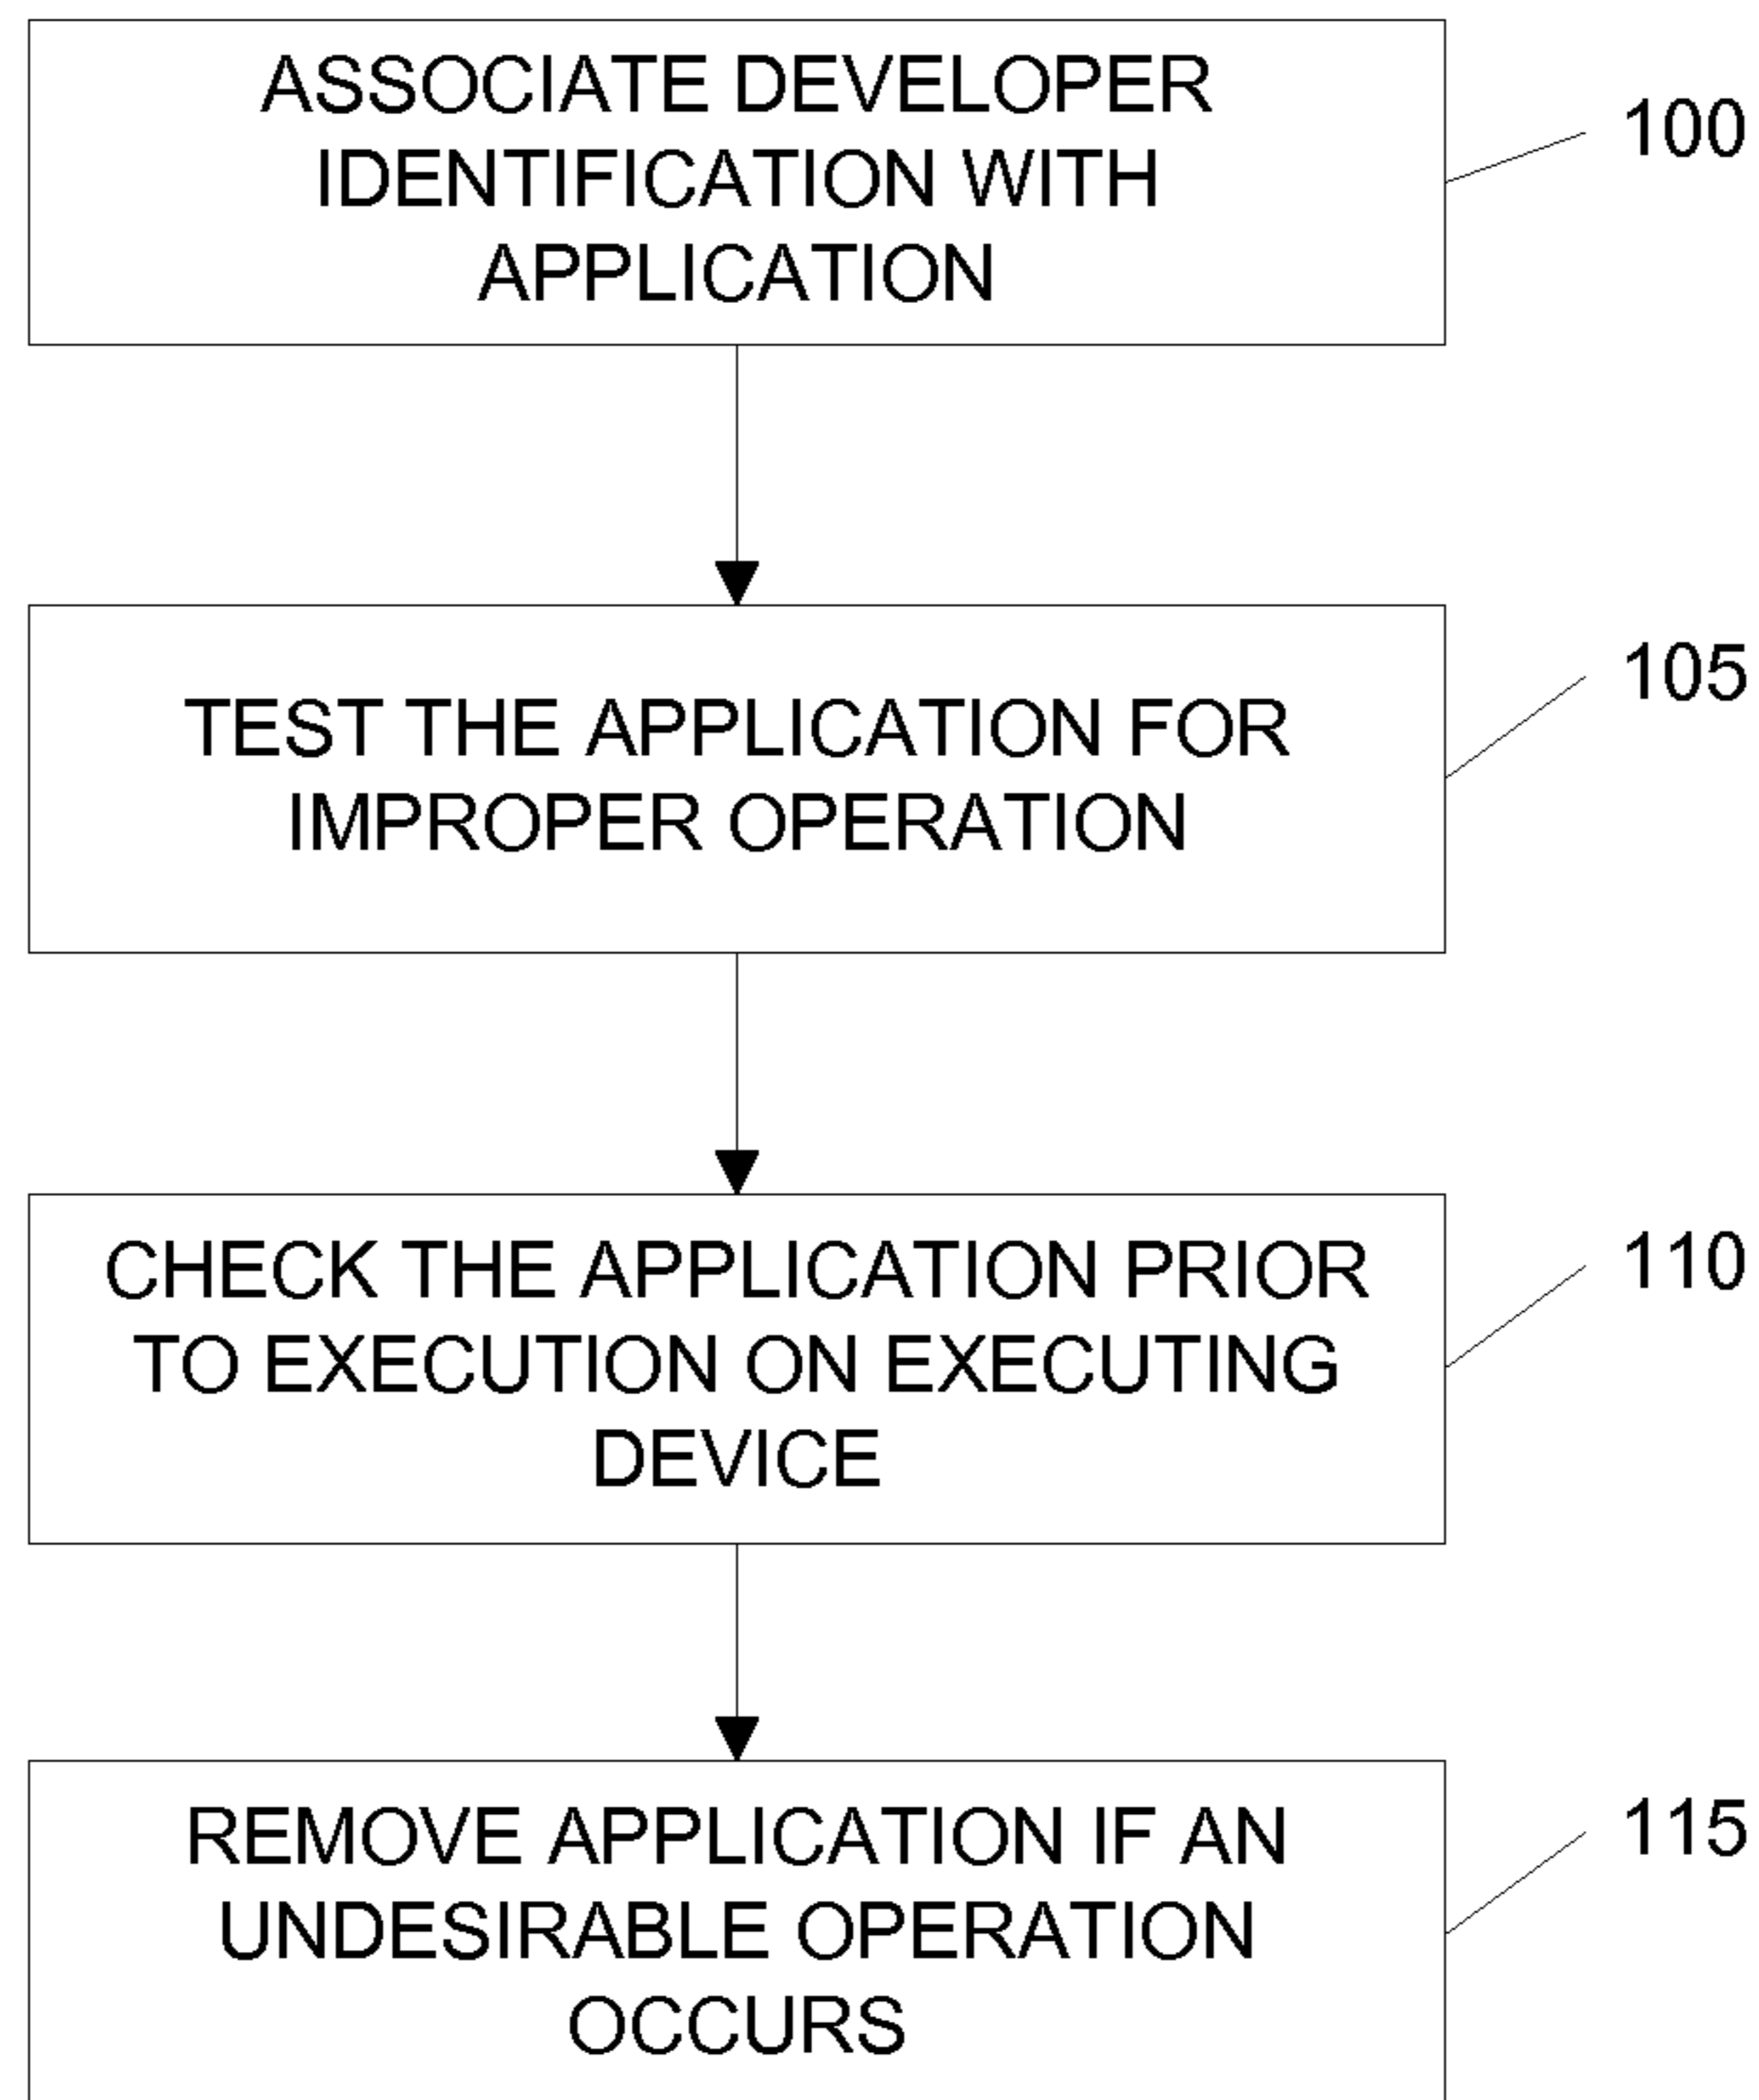 ASSOCIATE DEVELOPER
IDENTIFICATION WITH
APPLICATION
100
TEST THE APPLICATION FOR
IMPROPER OPERATION
105
CHECK THE APPLICATION PRIOR
TO EXECUTION ON EXECUTING
DEVICE
110
REMOVE APPLICATION IF AN
UNDESIRABLE OPERATION
OCCURS
115